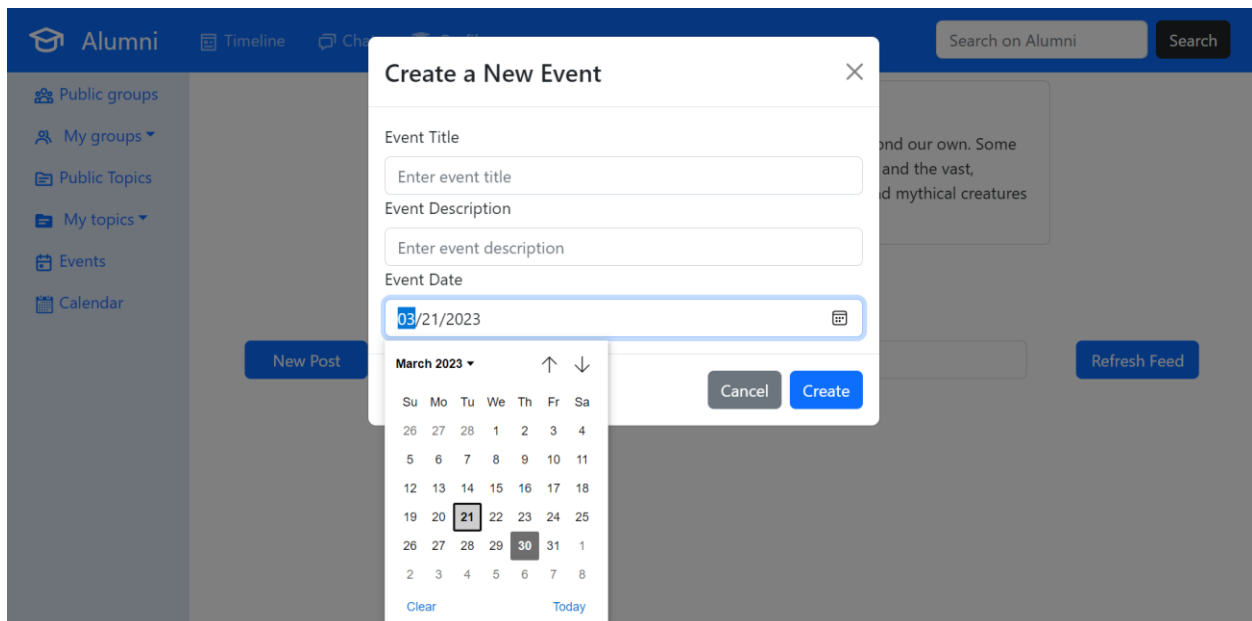 Alumni
Timeline
Search on Alumni
Search
Public groups
My groups
Public Topics
My topics
Events
Calendar
ond our own. Some
and the vast,
d mythical creatures
New Post
Refresh Feed
Create a New Event
Event Title
Enter event title
Event Description
Enter event description
Event Date
03/21/2023
March 2023
Su Mo Tu We Th Fr Sa
26 27 28 1 2 3 4
5 6 7 8 9 10 11
12 13 14 15 16 17 18
19 20 21 22 23 24 25
26 27 28 29 30 31 1
2 3 4 5 6 7 8
Clear Today
Cancel Create